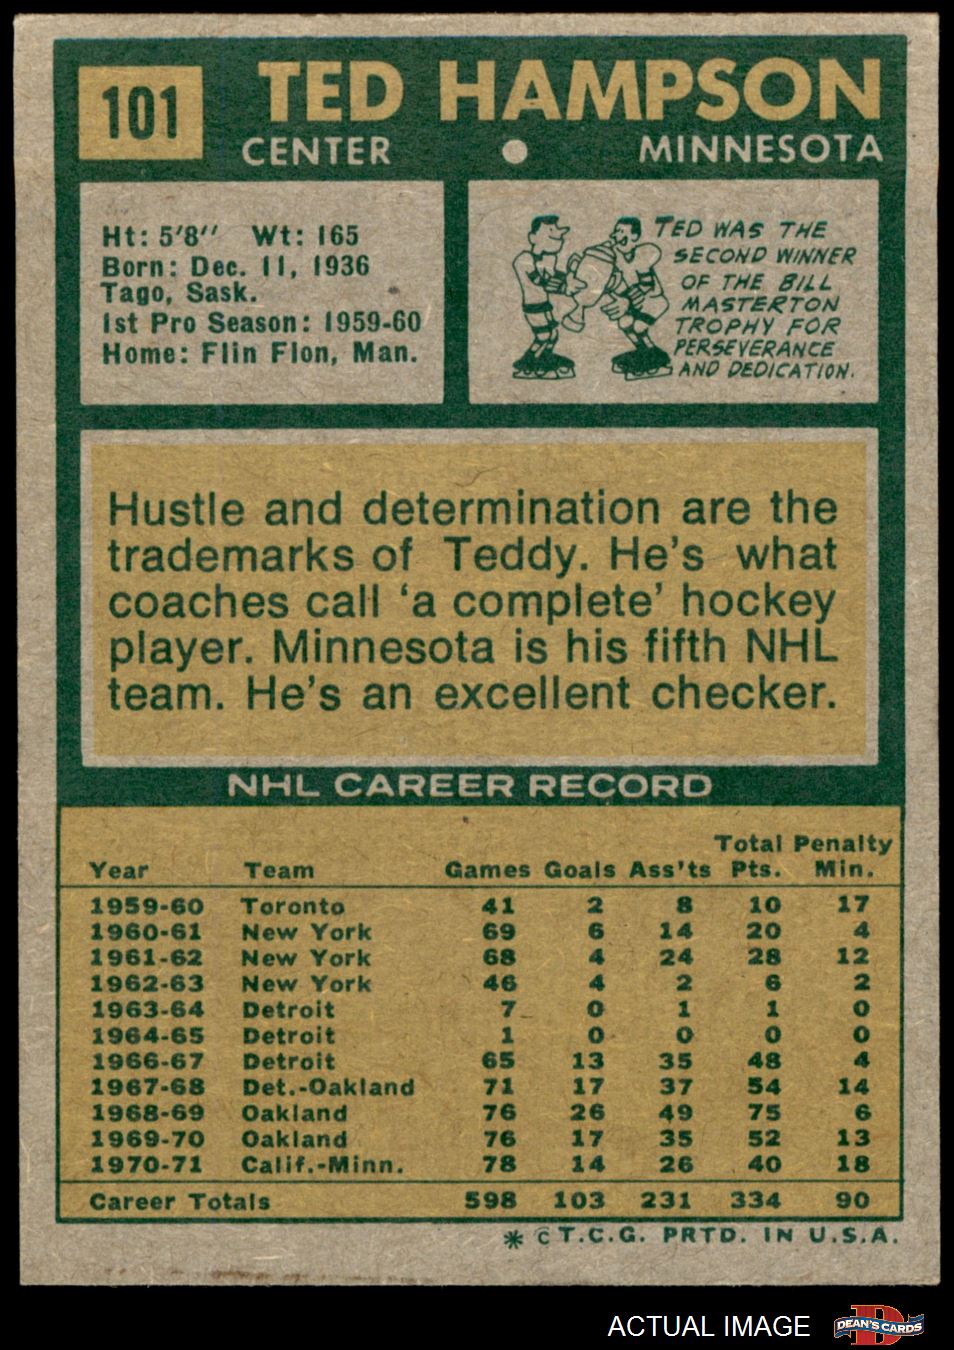 101
TED HAMPSON
CENTER • MINNESOTA
Ht: 5'8'' Wt: 165
Born: Dec. 11, 1936
Tago, Sask.
1st Pro Season: 1959-60
Home: Flin Flon, Man.
TED WAS THE
SECOND WINNER
OF THE BILL
MASTERTON
TROPHY FOR
PERSEVERANCE
AND DEDICATION.
Hustle and determination are the
trademarks of Teddy. He's what
coaches call 'a complete' hockey
player. Minnesota is his fifth NHL
team. He's an excellent checker.
NHL CAREER RECORD
Total Penalty
Year Team Games Goals Ass'ts Pts. Min.
1959-60 Toronto 41 2 8 10 17
1960-61 New York 69 6 14 20 4
1961-62 New York 68 4 24 28 12
1962-63 New York 46 4 2 6 2
1963-64 Detroit 7 0 1 1 0
1964-65 Detroit 1 0 0 0 0
1966-67 Detroit 65 13 35 48 4
1967-68 Det.-Oakland 71 17 37 54 14
1968-69 Oakland 76 26 49 75 6
1969-70 Oakland 76 17 35 52 13
1970-71 Calif.-Minn. 78 14 26 40 18
Career Totals 598 103 231 334 90
* © T.C.G. PRTD. IN U.S.A.
ACTUAL IMAGE
D
DEAN'S CARDS